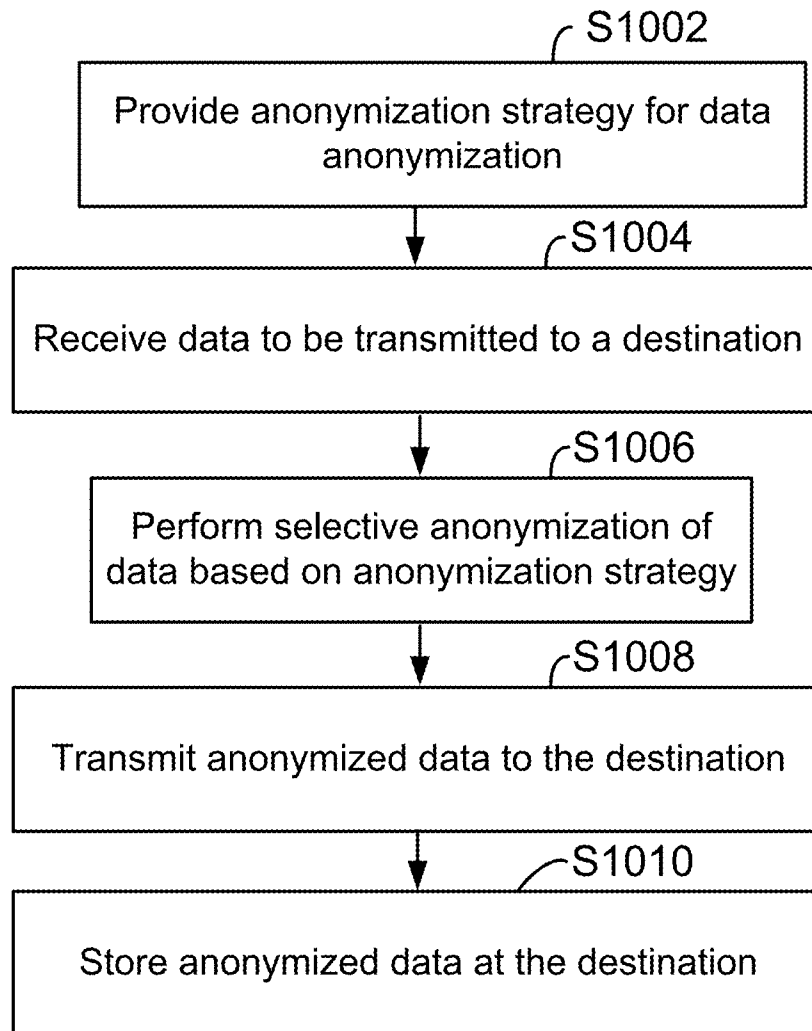 S1002
Provide anonymization strategy for data
anonymization
S1004
Receive data to be transmitted to a destination
S1006
Perform selective anonymization of
data based on anonymization strategy
S1008
Transmit anonymized data to the destination
S1010
Store anonymized data at the destination